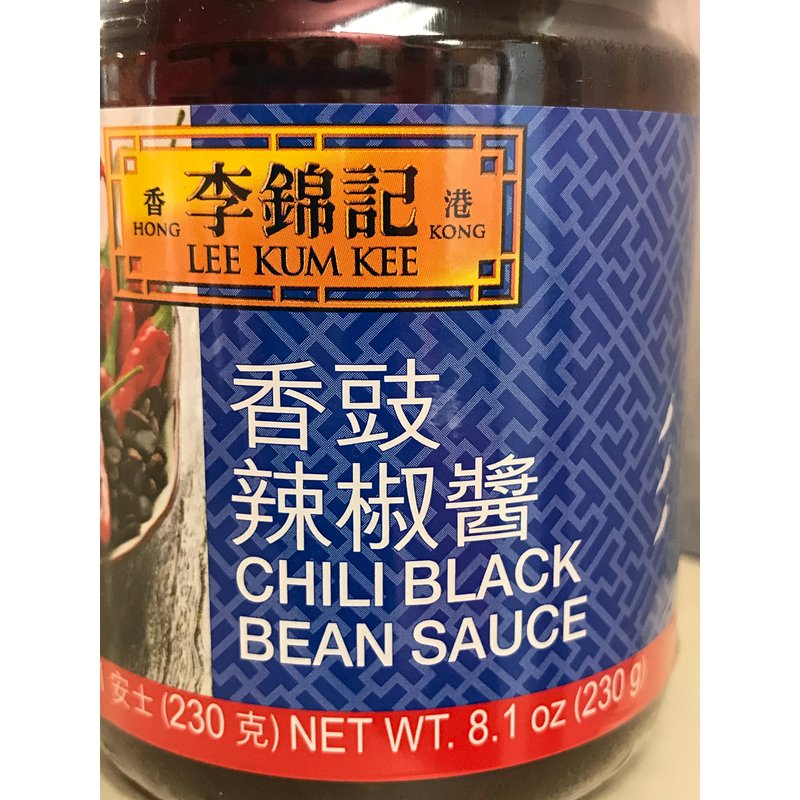 香 李錦記 港
HONG LEE KUM KEE KONG
香豉
辣椒醬
CHILI BLACK
BEAN SAUCE
安士 (230 克) NET WT. 8.1 oz (230 g)